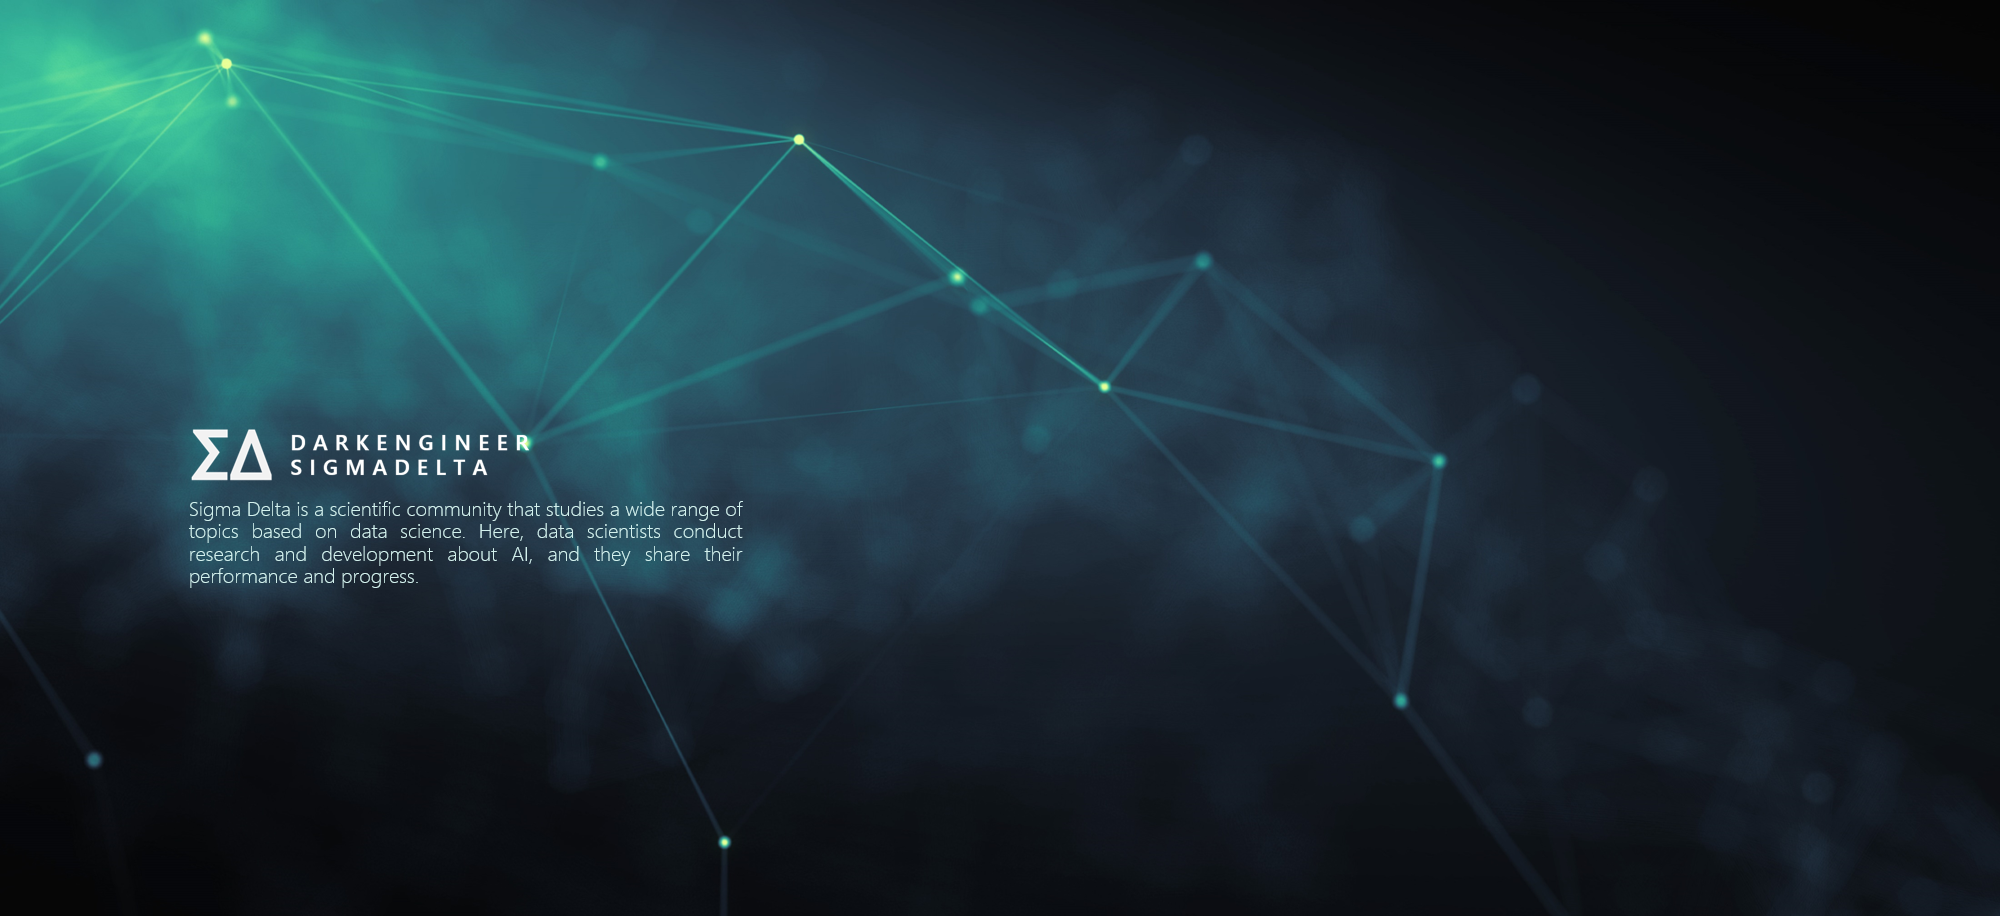 ΣΔ DARKENGINEER
SIGMADELTA
Sigma Delta is a scientific community that studies a wide range of
topics based on data science. Here, data scientists conduct
research and development about AI, and they share their
performance and progress.